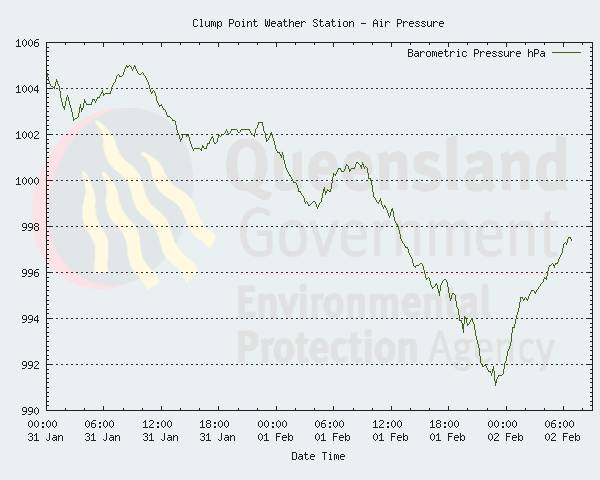 Clump Point Weather Station - Air Pressure
Barometric Pressure hPa
1006
1004
1002
1000
998
996
994
992
990
Queensland
Government
Environmental
Protection Agency
00:00 06:00 12:00 18:00 00:00 06:00 12:00 18:00 00:00 06:00
31 Jan 31 Jan 31 Jan 31 Jan 01 Feb 01 Feb 01 Feb 01 Feb 02 Feb 02 Feb
Date Time